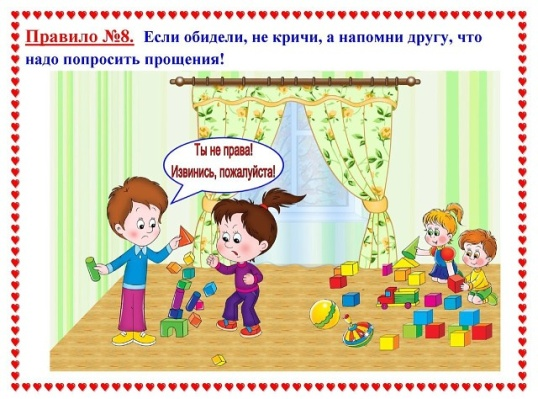 Правило №8. Если обидели, не кричи, а напомни другу, что
надо попросить прощения!
Ты не права!
Извинись, пожалуйста!